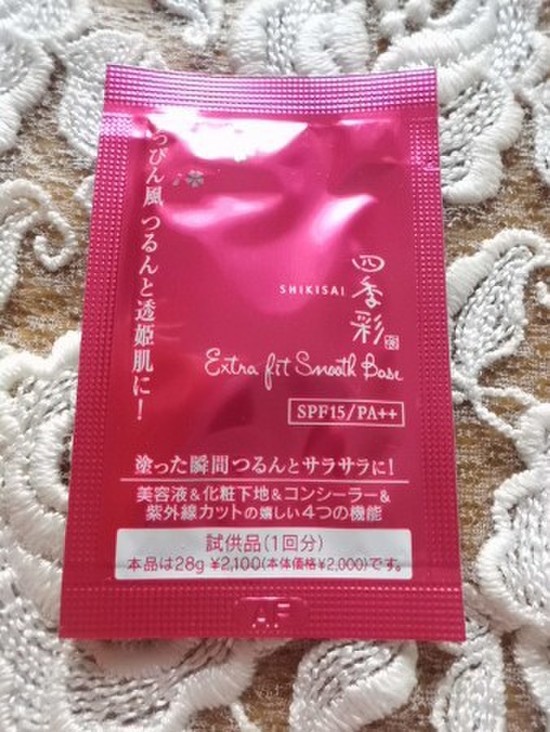 っぴん風 つるんと透姫肌に!
SHIKISAI
四季彩
Extra fit Smooth Base
SPF15/PA++
塗った瞬間つるんとサラサラに!
美容液&化粧下地&コンシーラー&
紫外線カットの嬉しい4つの機能
試供品(1回分)
本品は28g ¥2,100(本体価格¥2,000)です。
AF